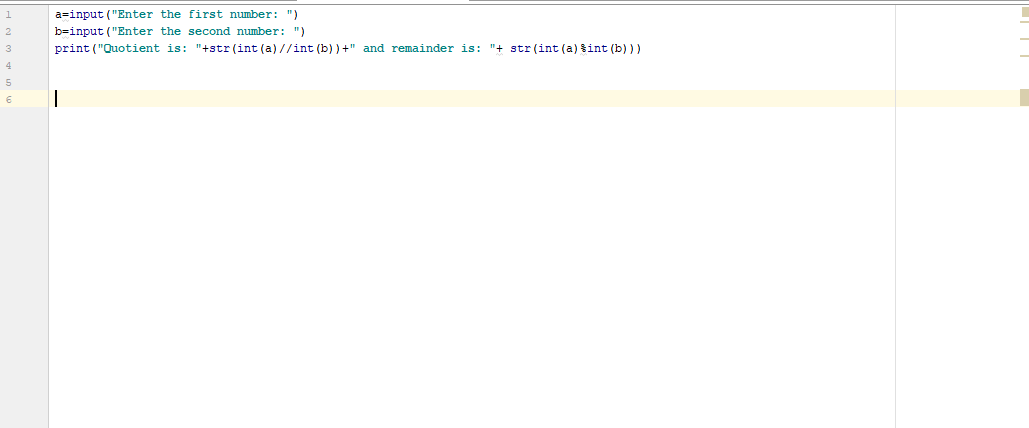 1 a=input("Enter the first number: ")
2 b=input("Enter the second number: ")
3 print("Quotient is: "+str(int(a)//int(b))+" and remainder is: "+ str(int(a)%int(b)))
4
5
6